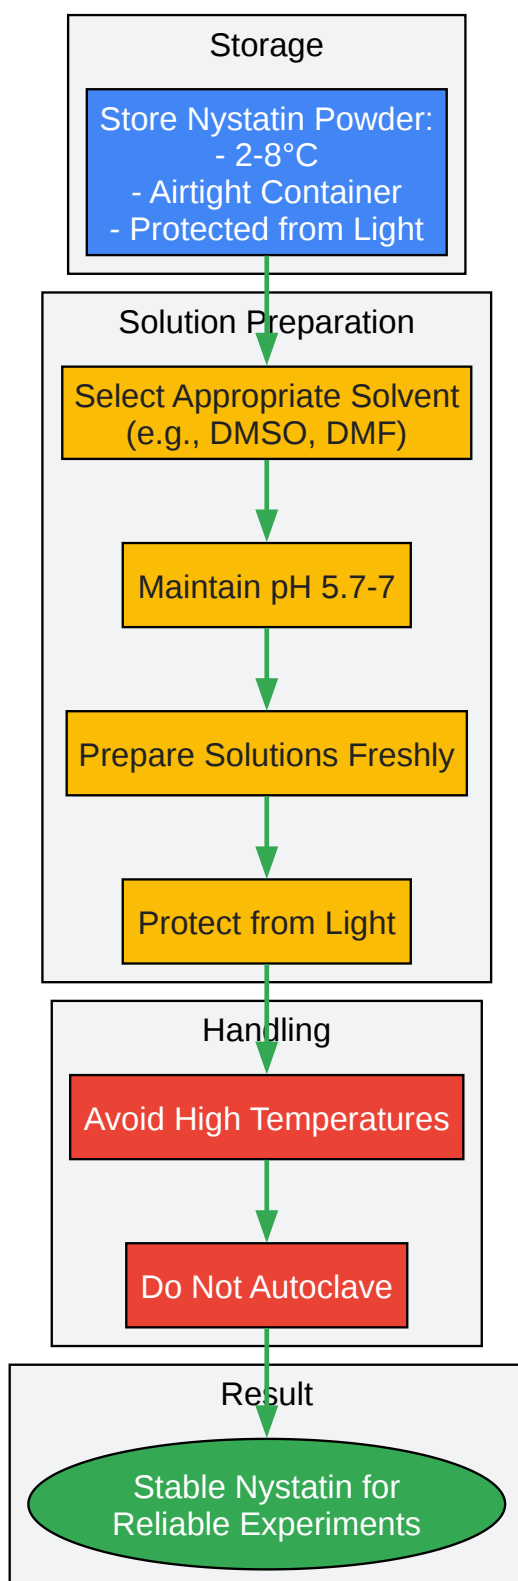 Storage
Store Nystatin Powder:
- 2-8°C
- Airtight Container
- Protected from Light
Solution Preparation
Select Appropriate Solvent
(e.g., DMSO, DMF)
Maintain pH 5.7-7
Prepare Solutions Freshly
Protect from Light
Handling
Avoid High Temperatures
Do Not Autoclave
Result
Stable Nystatin for
Reliable Experiments